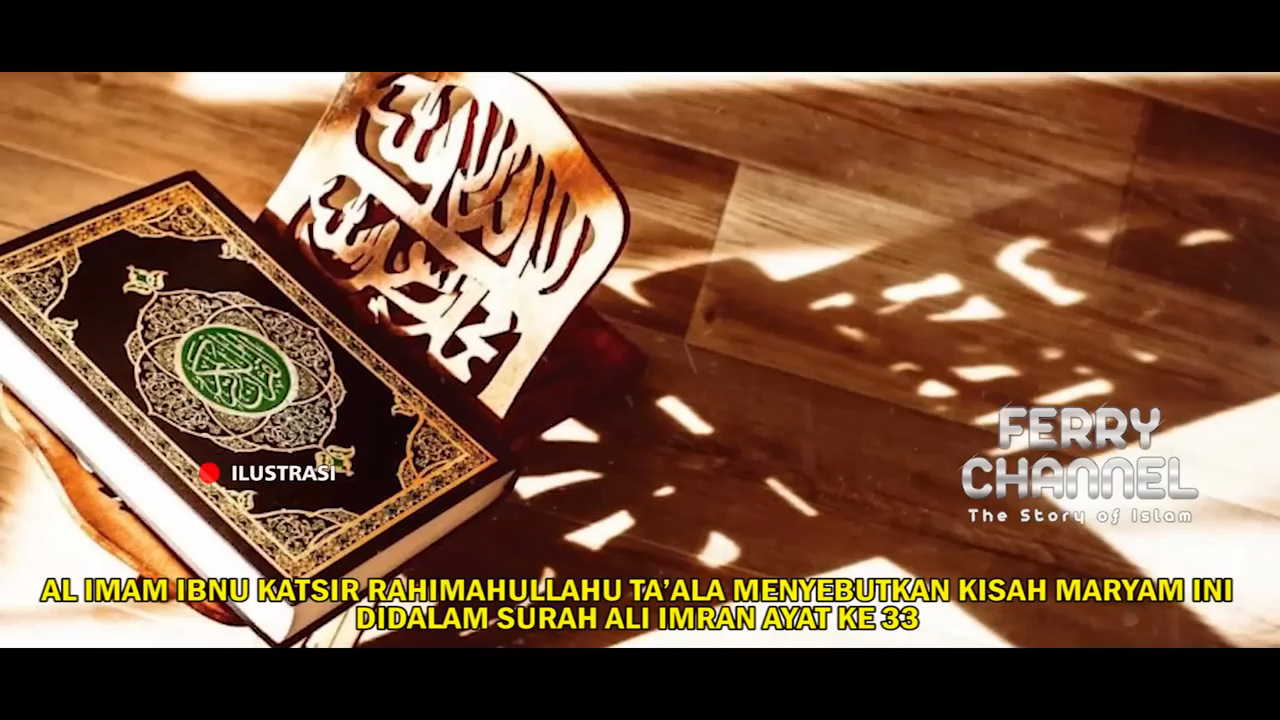 FERRY
CHANNEL
The Story of Islam
ILUSTRASI
AL IMAM IBNU KATSIR RAHIMAHULLAHU TA'ALA MENYEBUTKAN KISAH MARYAM INI
DIDALAM SURAH ALI IMRAN AYAT KE 33